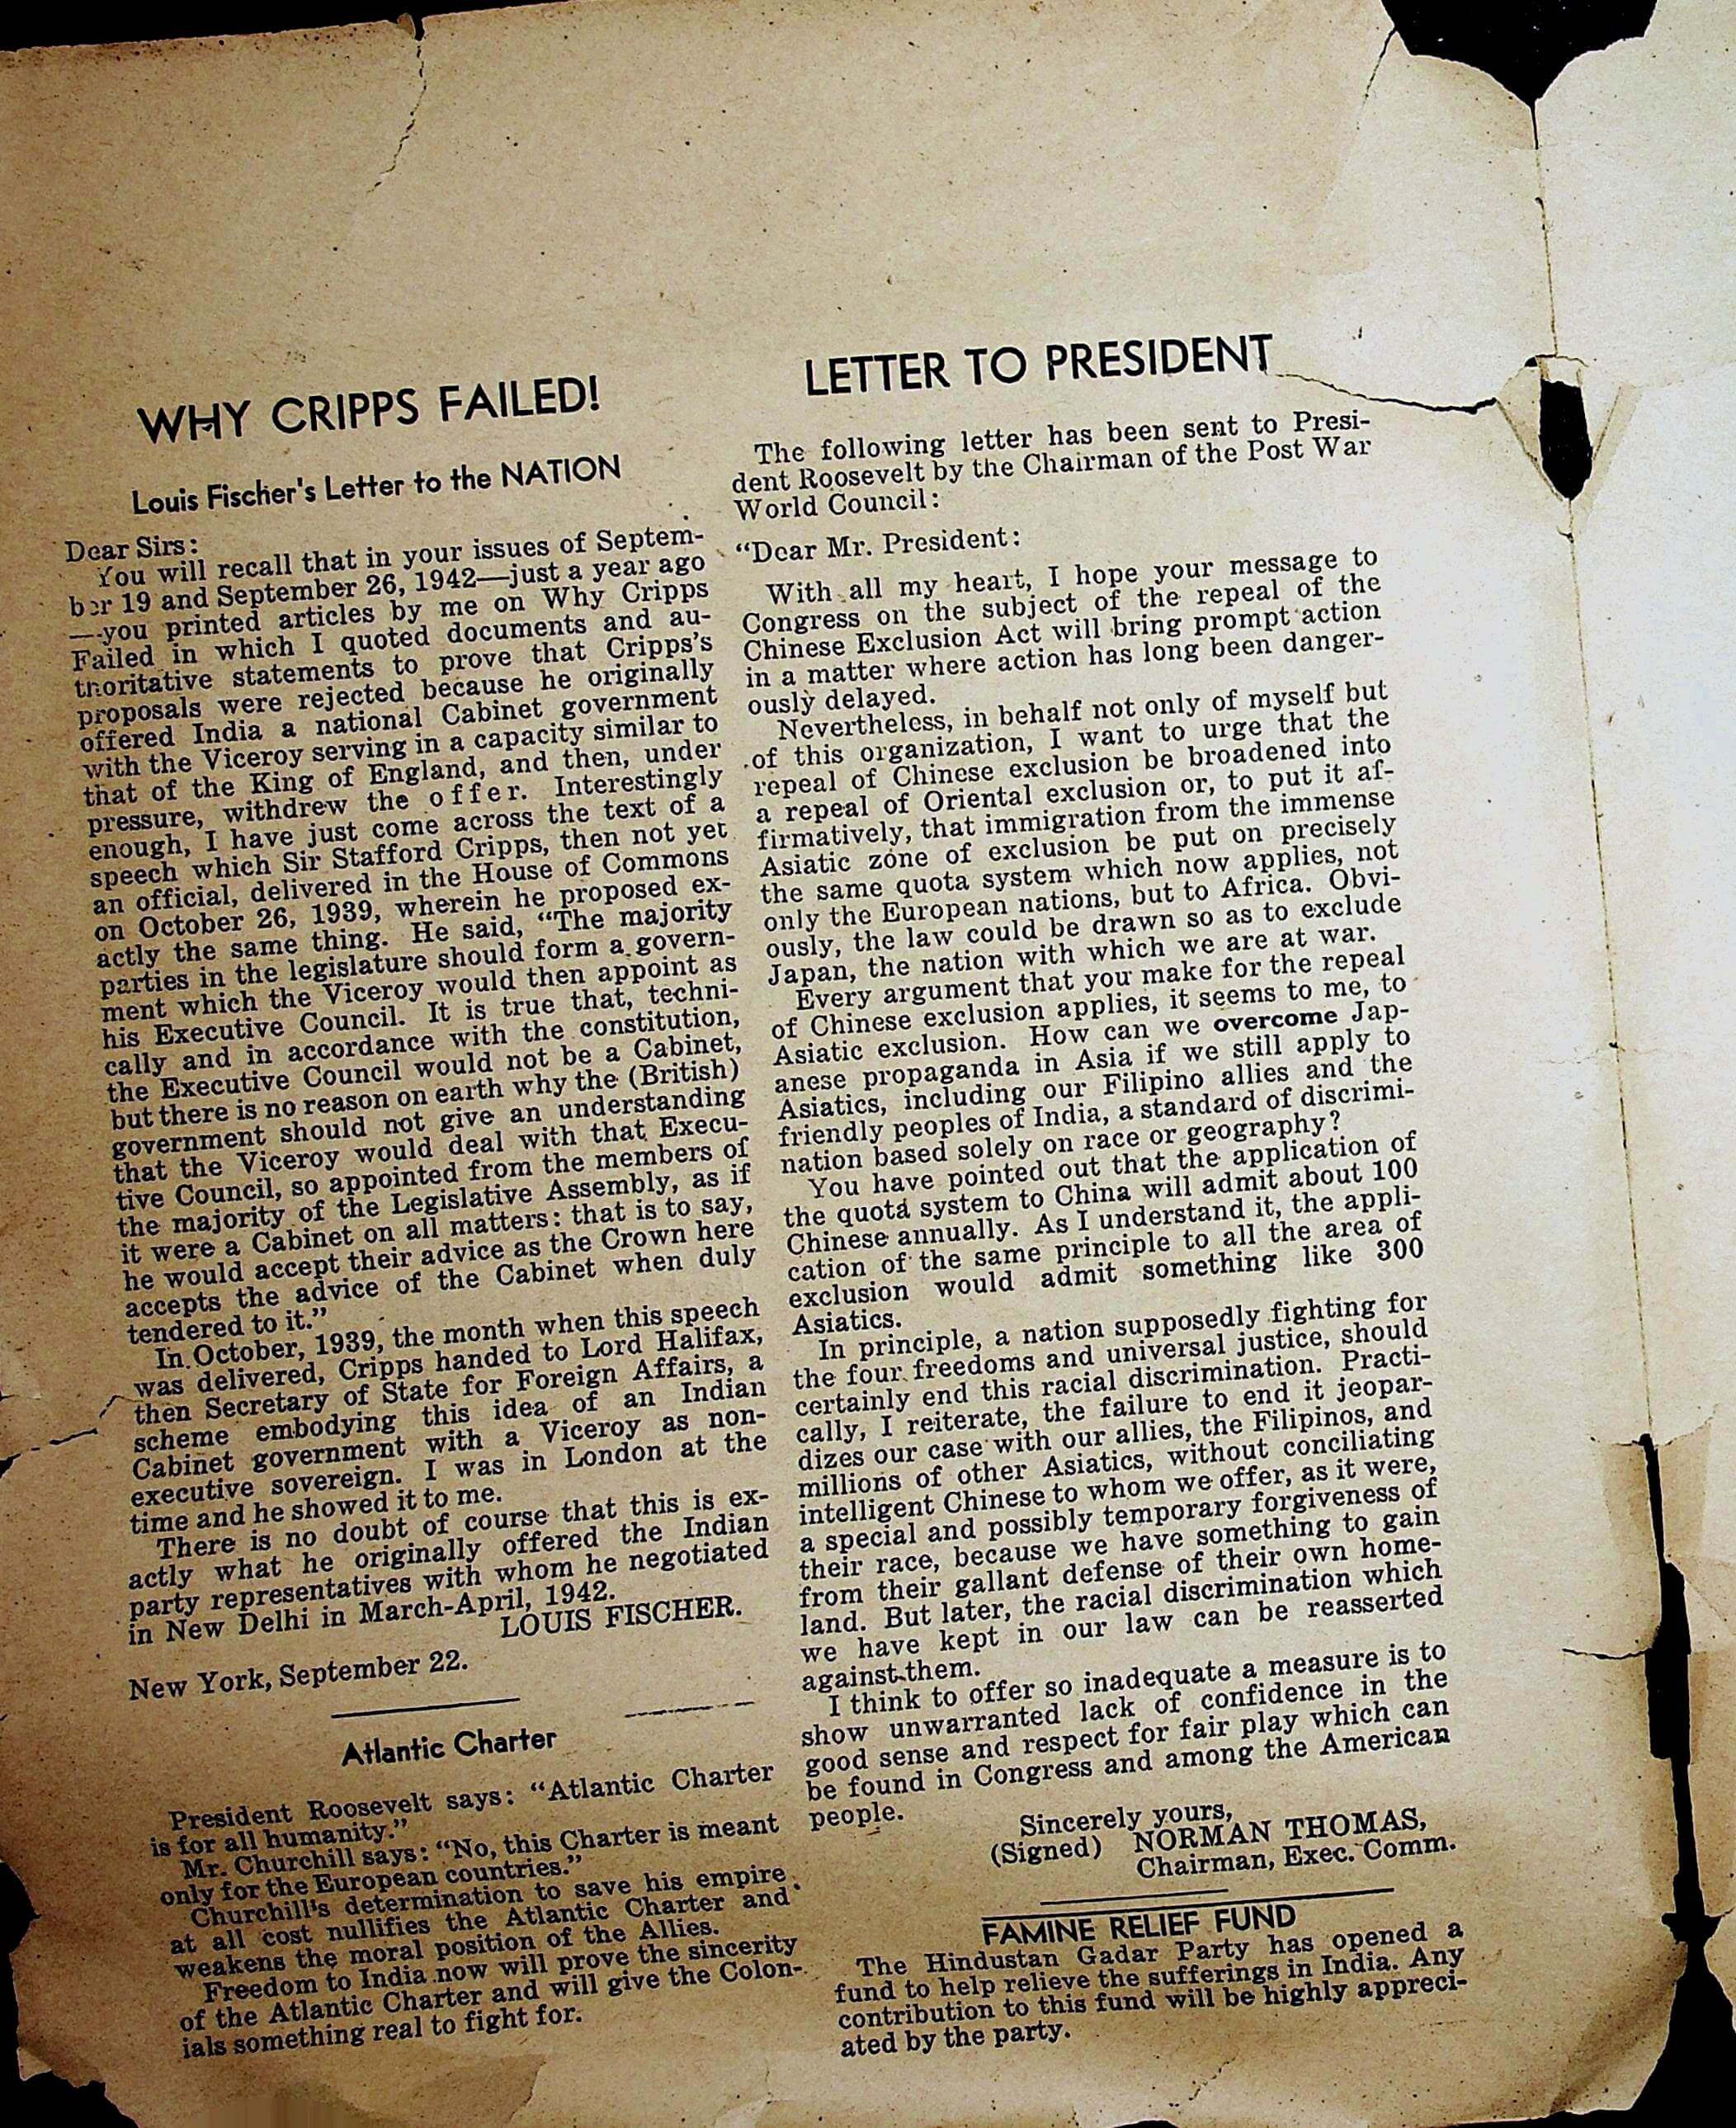 WHY CRIPPS FAILED!
Louis Fischer's Letter to the NATION
Dear Sirs:
You will recall that in your issues of Septem-
ber 19 and September 26, 1942—just a year ago
—you printed articles by me on Why Cripps
Failed in which I quoted documents and au-
thoritative statements to prove that Cripps's
proposals were rejected because he originally
offered India a national Cabinet government
with the Viceroy serving in a capacity similar to
that of the King of England, and then, under
pressure, withdrew the offer. Interestingly
enough, I have just come across the text of a
speech which Sir Stafford Cripps, then not yet
an official, delivered in the House of Commons
on October 26, 1939, wherein he proposed ex-
actly the same thing. He said, "The majority
parties in the legislature should form a govern-
ment which the Viceroy would then appoint as
his Executive Council. It is true that, techni-
cally and in accordance with the constitution,
the Executive Council would not be a Cabinet,
but there is no reason on earth why the (British)
government should not give an understanding
that the Viceroy would deal with that Execu-
tive Council, so appointed from the members of
the majority of the Legislative Assembly, as if
it were a Cabinet on all matters: that is to say,
he would accept their advice as the Crown here
accepts the advice of the Cabinet when duly
tendered to it."
In October, 1939, the month when this speech
was delivered, Cripps handed to Lord Halifax,
then Secretary of State for Foreign Affairs, a
scheme embodying this idea of an Indian
Cabinet government with a Viceroy as non-
executive sovereign. I was in London at the
time and he showed it to me.
There is no doubt of course that this is ex-
actly what he originally offered the Indian
party representatives with whom he negotiated
in New Delhi in March-April, 1942.
LOUIS FISCHER.
New York, September 22.
Atlantic Charter
President Roosevelt says: "Atlantic Charter
is for all humanity."
Mr. Churchill says: "No, this Charter is meant
only for the European countries."
Churchill's determination to save his empire
at all cost nullifies the Atlantic Charter and
weakens the moral position of the Allies.
Freedom to India now will prove the sincerity
of the Atlantic Charter and will give the Colon-
ials something real to fight for.
LETTER TO PRESIDENT
The following letter has been sent to Presi-
dent Roosevelt by the Chairman of the Post War
World Council:
"Dear Mr. President:
With all my heart, I hope your message to
Congress on the subject of the repeal of the
Chinese Exclusion Act will bring prompt action
in a matter where action has long been danger-
ously delayed.
Nevertheless, in behalf not only of myself but
of this organization, I want to urge that the
repeal of Chinese exclusion be broadened into
a repeal of Oriental exclusion or, to put it af-
firmatively, that immigration from the immense
Asiatic zone of exclusion be put on precisely
the same quota system which now applies, not
only the European nations, but to Africa. Obvi-
ously, the law could be drawn so as to exclude
Japan, the nation with which we are at war.
Every argument that you make for the repeal
of Chinese exclusion applies, it seems to me, to
Asiatic exclusion. How can we overcome Jap-
anese propaganda in Asia if we still apply to
Asiatics, including our Filipino allies and the
friendly peoples of India, a standard of discrimi-
nation based solely on race or geography?
You have pointed out that the application of
the quota system to China will admit about 100
Chinese annually. As I understand it, the appli-
cation of the same principle to all the area of
exclusion would admit something like 300
Asiatics.
In principle, a nation supposedly fighting for
the four freedoms and universal justice, should
certainly end this racial discrimination. Practi-
cally, I reiterate, the failure to end it jeopar-
dizes our case with our allies, the Filipinos, and
millions of other Asiatics, without conciliating
intelligent Chinese to whom we offer, as it were,
a special and possibly temporary forgiveness of
their race, because we have something to gain
from their gallant defense of their own home-
land. But later, the racial discrimination which
we have kept in our law can be reasserted
against them.
I think to offer so inadequate a measure is to
show unwarranted lack of confidence in the
good sense and respect for fair play which can
be found in Congress and among the American
people.
Sincerely yours,
(Signed) NORMAN THOMAS,
Chairman, Exec. Comm.
FAMINE RELIEF FUND
The Hindustan Gadar Party has opened a
fund to help relieve the sufferings in India. Any
contribution to this fund will be highly appreci-
ated by the party.